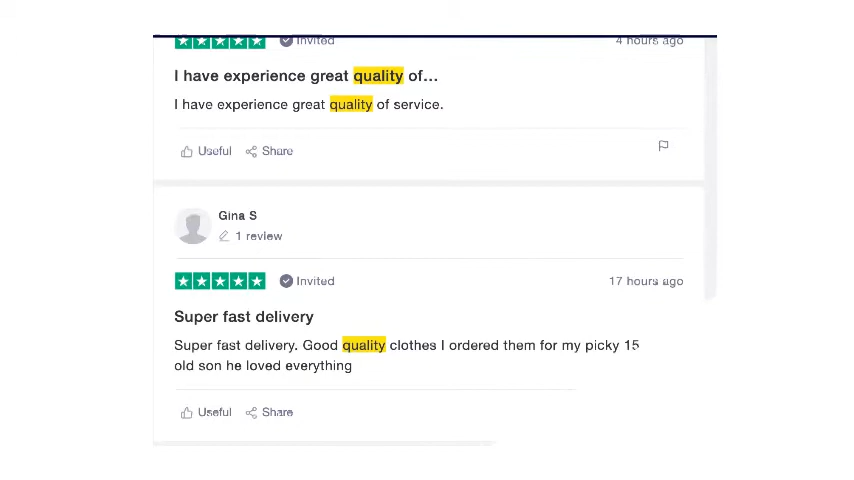 Invited 4 hours ago
I have experience great quality of...
I have experience great quality of service.
Useful Share
Gina S
1 review
Invited 17 hours ago
Super fast delivery
Super fast delivery. Good quality clothes I ordered them for my picky 15
old son he loved everything
Useful Share